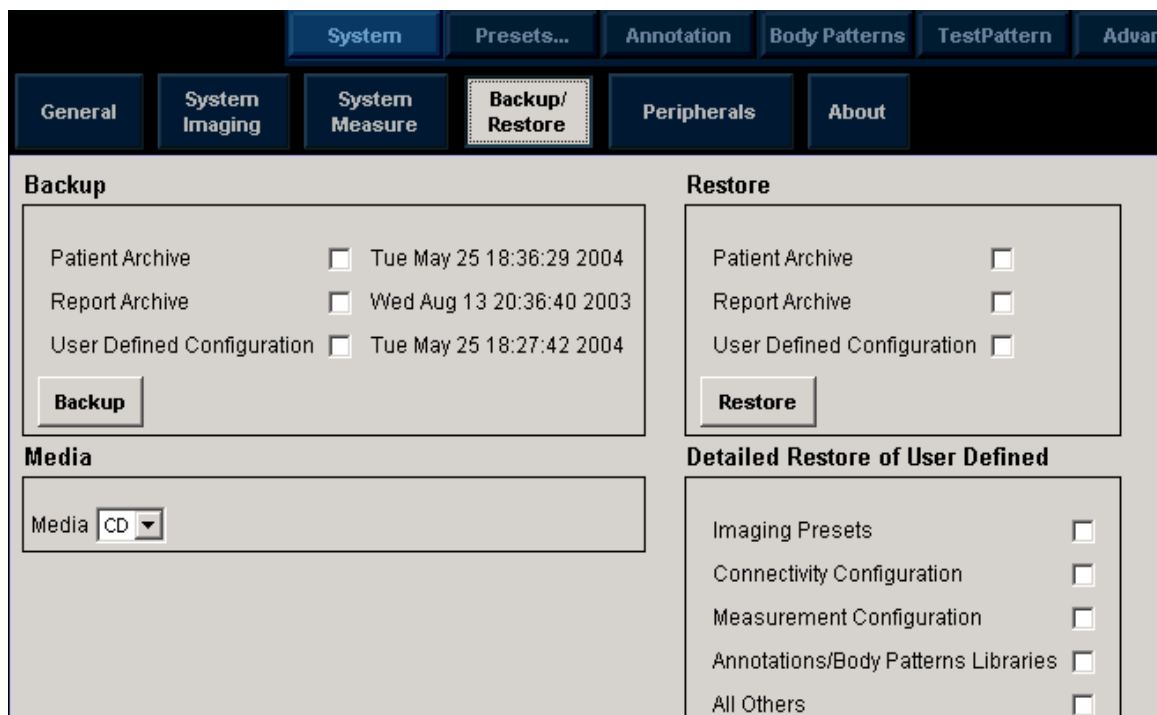 System Presets... Annotation Body Patterns TestPattern Advan
General System Imaging System Measure Backup/ Restore Peripherals About
Backup
Patient Archive Tue May 25 18:36:29 2004
Report Archive Wed Aug 13 20:36:40 2003
User Defined Configuration Tue May 25 18:27:42 2004
Backup
Media
Media CD
Restore
Patient Archive
Report Archive
User Defined Configuration
Restore
Detailed Restore of User Defined
Imaging Presets
Connectivity Configuration
Measurement Configuration
Annotations/Body Patterns Libraries
All Others